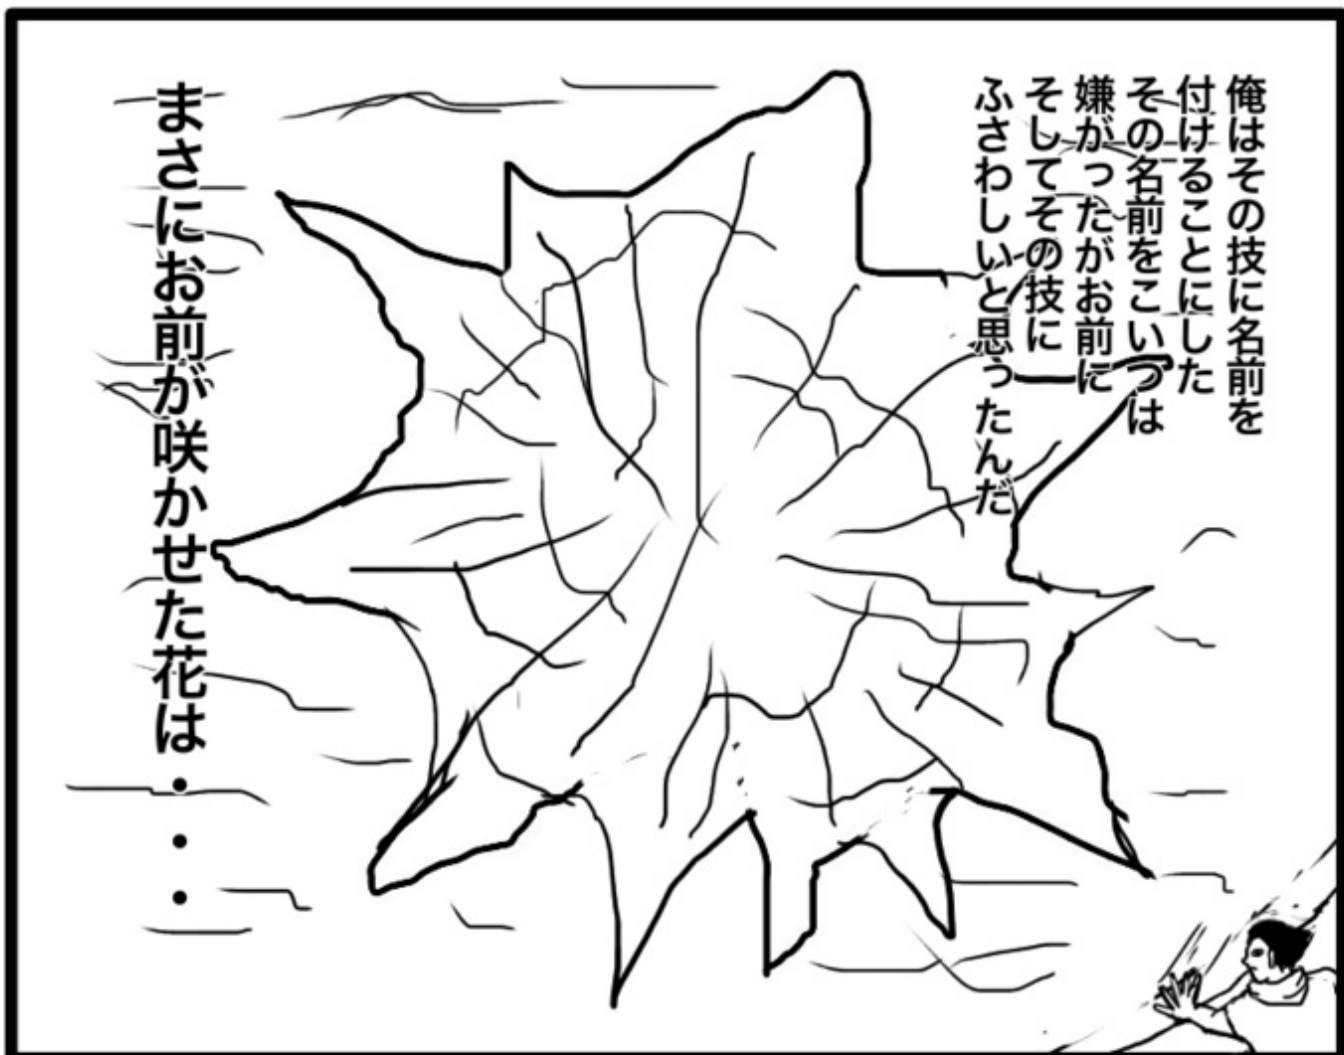 俺はその技に名前を
付けることにした
その名前をこいつは
嫌がったがお前に
そしてその技に
ふさわしいと思ったんだ
まさにお前が咲かせた花は・・・